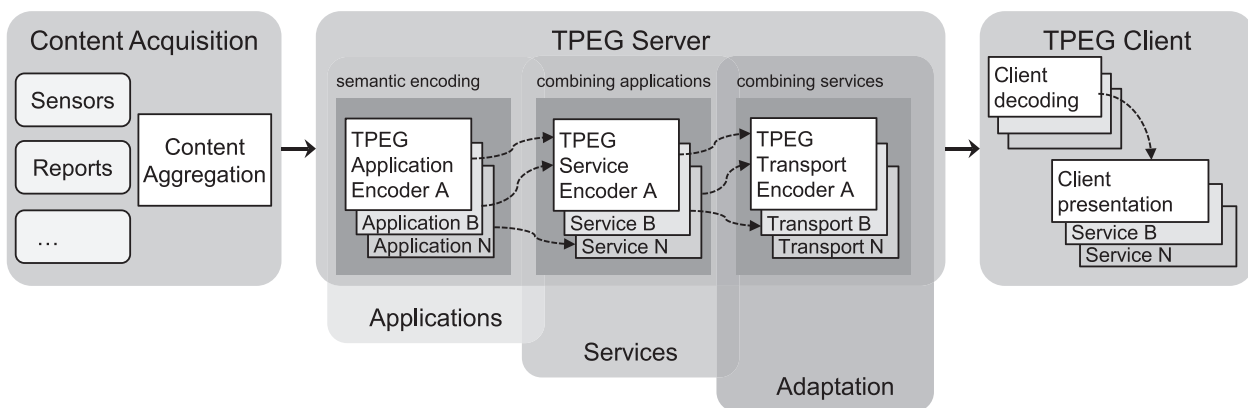 Content Acquisition
Sensors
Reports
...
Content
Aggregation
TPEG Server
semantic encoding
TPEG
Application
Encoder A
Application B
Application N
Applications
combining applications
TPEG
Service
Encoder A
Service B
Service N
Services
combining services
TPEG
Transport
Encoder A
Transport B
Transport N
Adaptation
TPEG Client
Client
decoding
Client
presentation
Service B
Service N